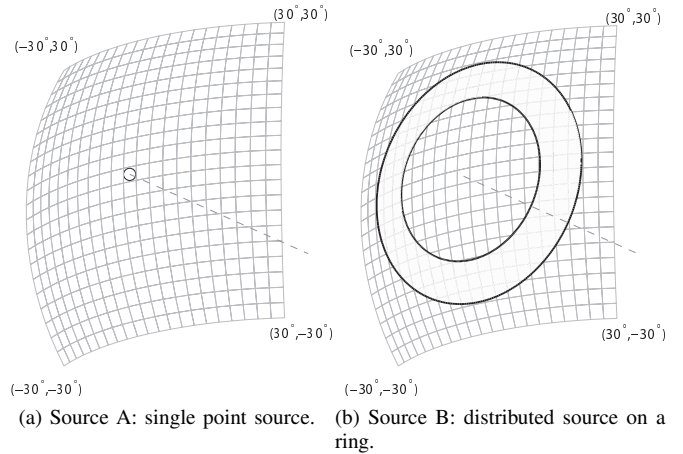 (30°,30°)
(−30°,30°)
(30°,−30°)
(−30°,−30°)
(a) Source A: single point source.
(30°,30°)
(−30°,30°)
(30°,−30°)
(−30°,−30°)
(b) Source B: distributed source on a
ring.